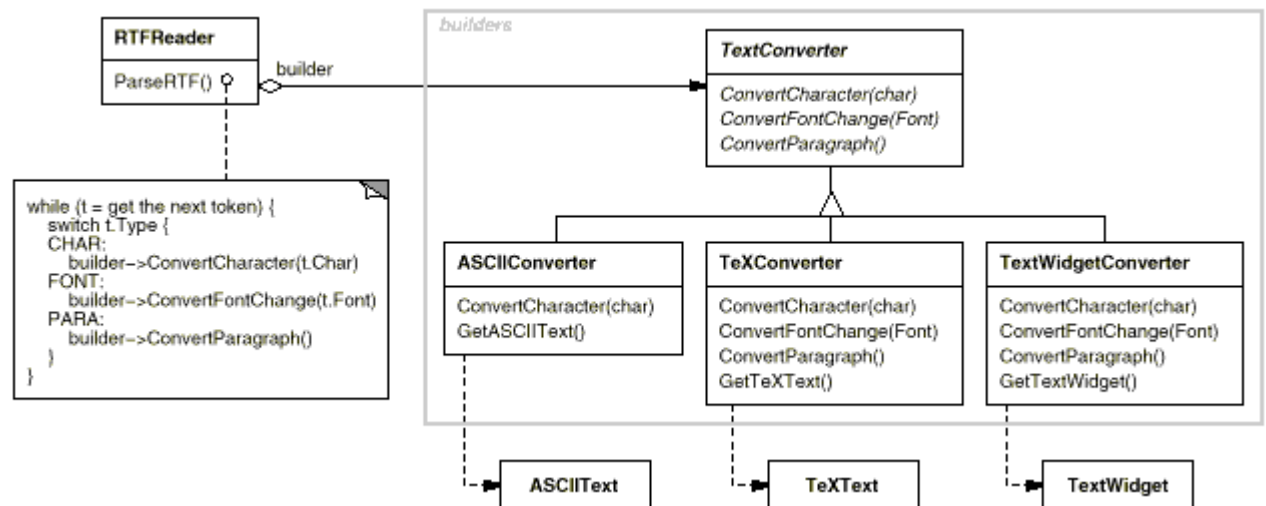 builders
RTFReader
ParseRTF()
builder
TextConverter
ConvertCharacter(char)
ConvertFontChange(Font)
ConvertParagraph()
while (t = get the next token) {
switch t.Type {
CHAR:
builder->ConvertCharacter(t.Char)
FONT:
builder->ConvertFontChange(t.Font)
PARA:
builder->ConvertParagraph()
}
}
ASCIIConverter
ConvertCharacter(char)
GetASCIIText()
TeXConverter
ConvertCharacter(char)
ConvertFontChange(Font)
ConvertParagraph()
GetTeXText()
TextWidgetConverter
ConvertCharacter(char)
ConvertFontChange(Font)
ConvertParagraph()
GetTextWidget()
ASCIIText
TeXText
TextWidget